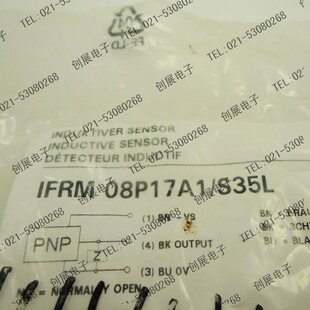 INDUCTIVER SENSOR
INDUCTIVE SENSOR
DÉTECTEUR INDUCTIF
IFRM 08P17A1/S35L
(1) BN + VS
PNP
Z
(4) BK OUTPUT
(3) BU 0V
= NORMALLY OPEN
创展电子 TEL.021-53080268
创展电子 TEL.021-53080268
创展电子 TEL.021-53080268